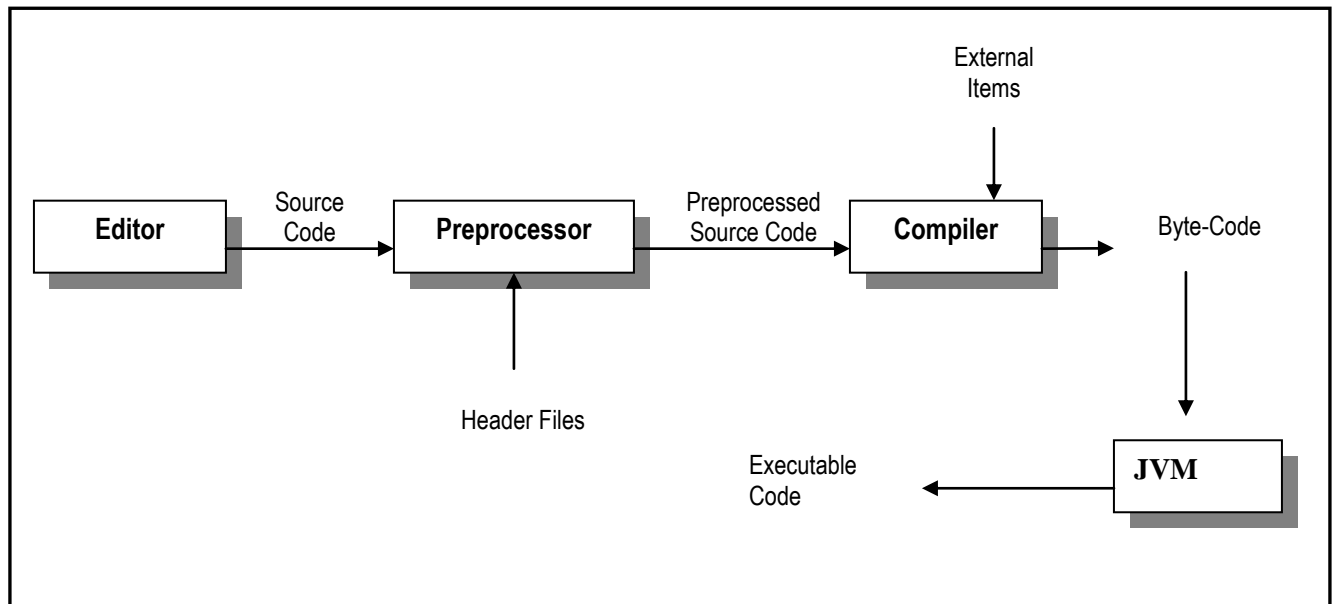 External
Items
Editor
Source
Code
Preprocessor
Preprocessed
Source Code
Compiler
Byte-Code
Header Files
JVM
Executable
Code